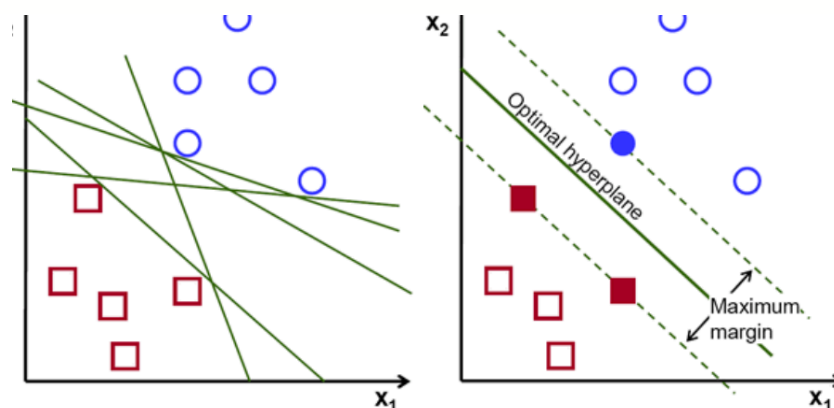 x₁
x₂
Optimal hyperplane
Maximum
margin
x₁